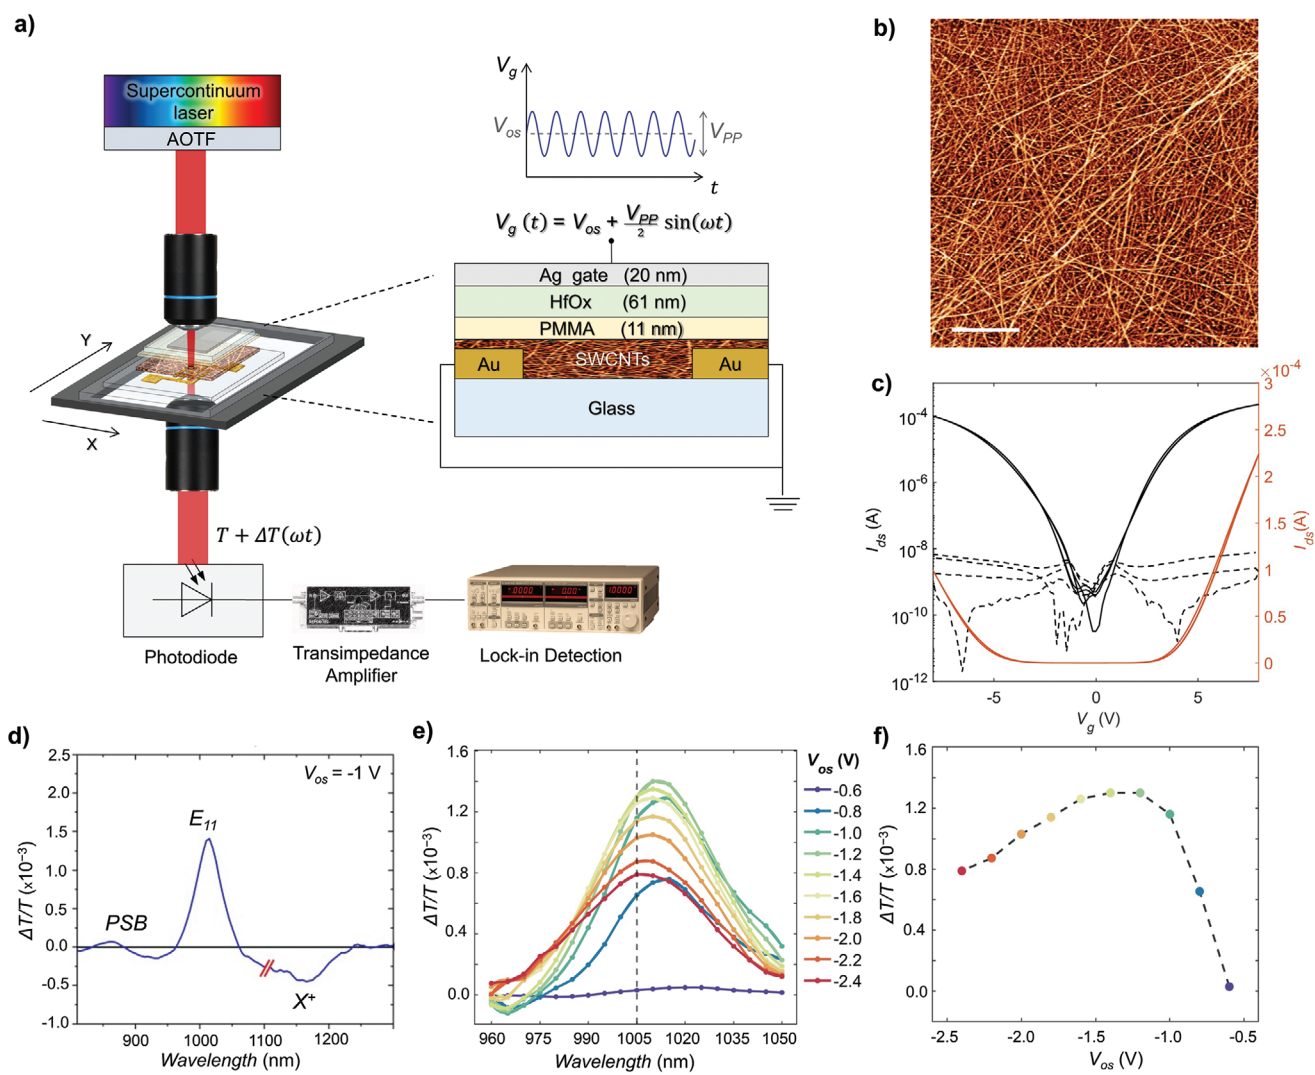 a)
Supercontinuum
laser
AOTF
Y
X
T + ΔT(ωt)
Photodiode
Transimpedance
Amplifier
Lock-in Detection
V_g
V_os
V_PP
t
V_g (t) = V_os + V_PP/2 sin(ωt)
Ag gate (20 nm)
HfOx (61 nm)
PMMA (11 nm)
SWCNTs
Au
Au
Glass
b)
c)
×10⁻⁴
10⁻⁴
10⁻⁶
10⁻⁸
10⁻¹⁰
10⁻¹²
I_ds (A)
3
2.5
2
1.5
1
0.5
0
I_ds(A)
-5
0
5
V_g (V)
d)
2.5
2.0
1.5
1.0
0.5
0.0
-0.5
-1.0
ΔT/T (x10⁻³)
V_os = -1 V
E₁₁
PSB
X⁺
900
1000
1100
1200
Wavelength (nm)
e)
1.6
1.2
0.8
0.4
0.0
ΔT/T (x10⁻³)
960
975
990
1005
1020
1035
1050
Wavelength (nm)
V_os (V)
-0.6
-0.8
-1.0
-1.2
-1.4
-1.6
-1.8
-2.0
-2.2
-2.4
f)
1.6
1.2
0.8
0.4
0.0
ΔT/T (x10⁻³)
-2.5
-2.0
-1.5
-1.0
-0.5
V_os (V)